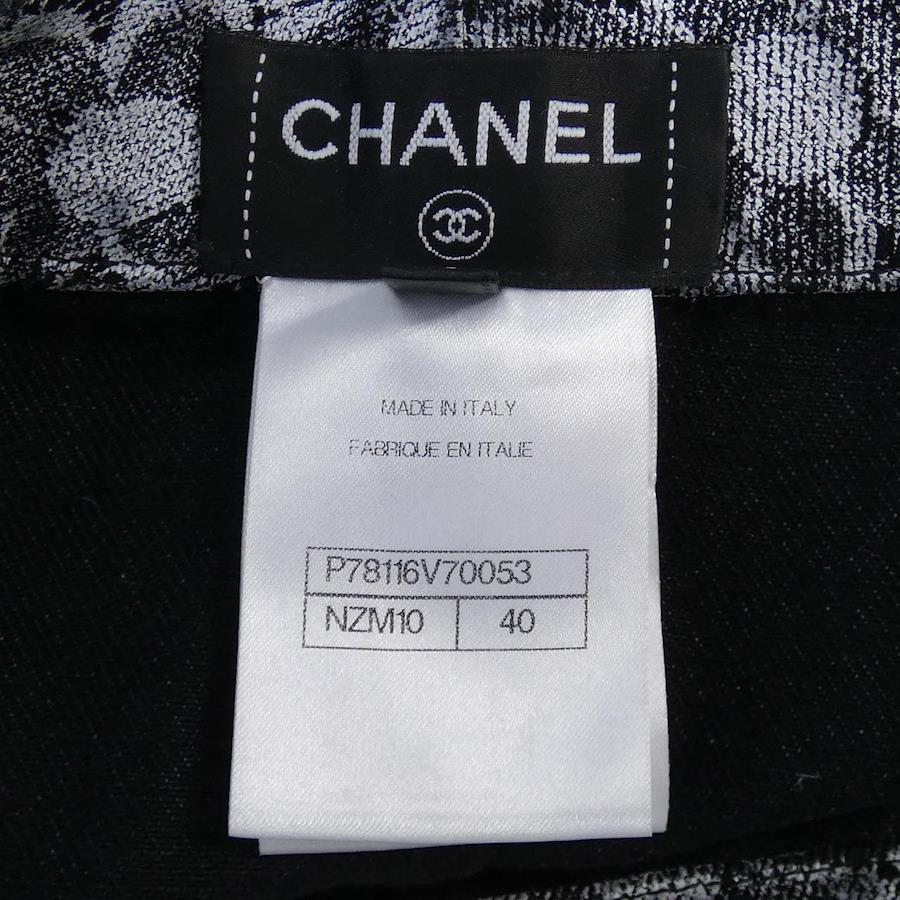 CHANEL
MADE IN ITALY
FABRIQUE EN ITALIE
P78116V70053
NZM10 40